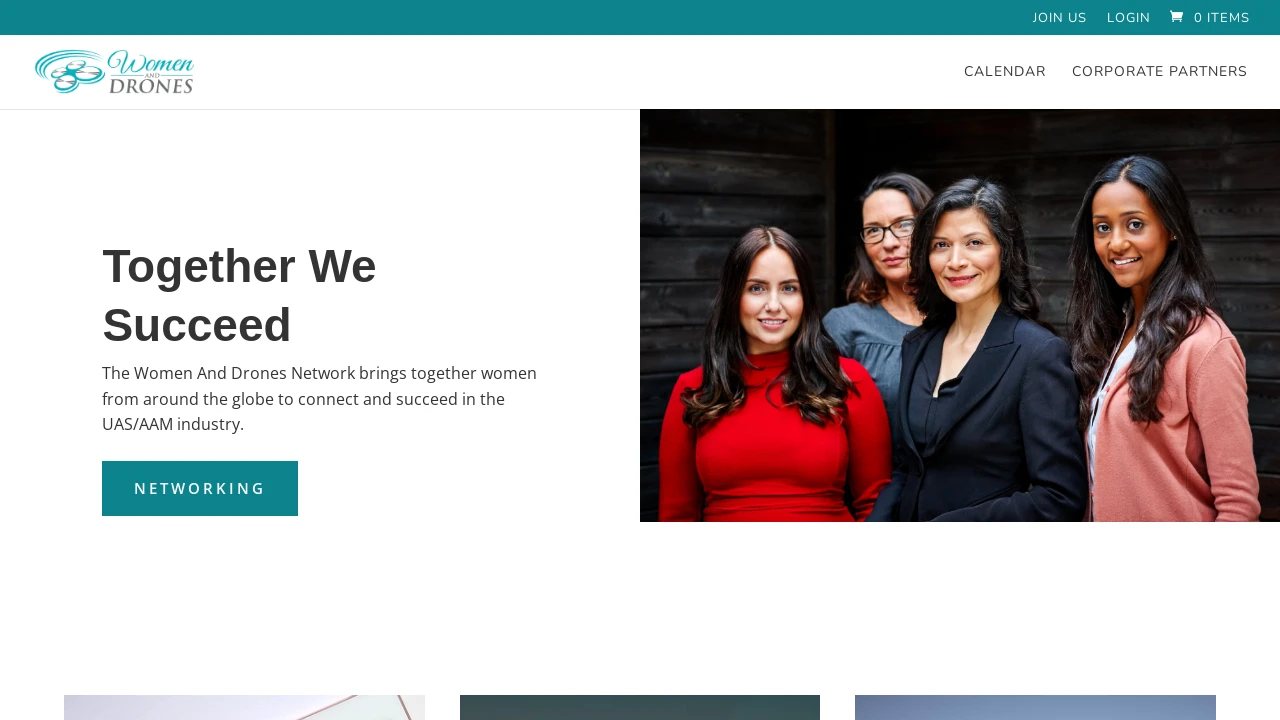 JOIN US LOGIN 0 ITEMS
Women
AND
DRONES
CALENDAR CORPORATE PARTNERS
Together We
Succeed
The Women And Drones Network brings together women
from around the globe to connect and succeed in the
UAS/AAM industry.
NETWORKING